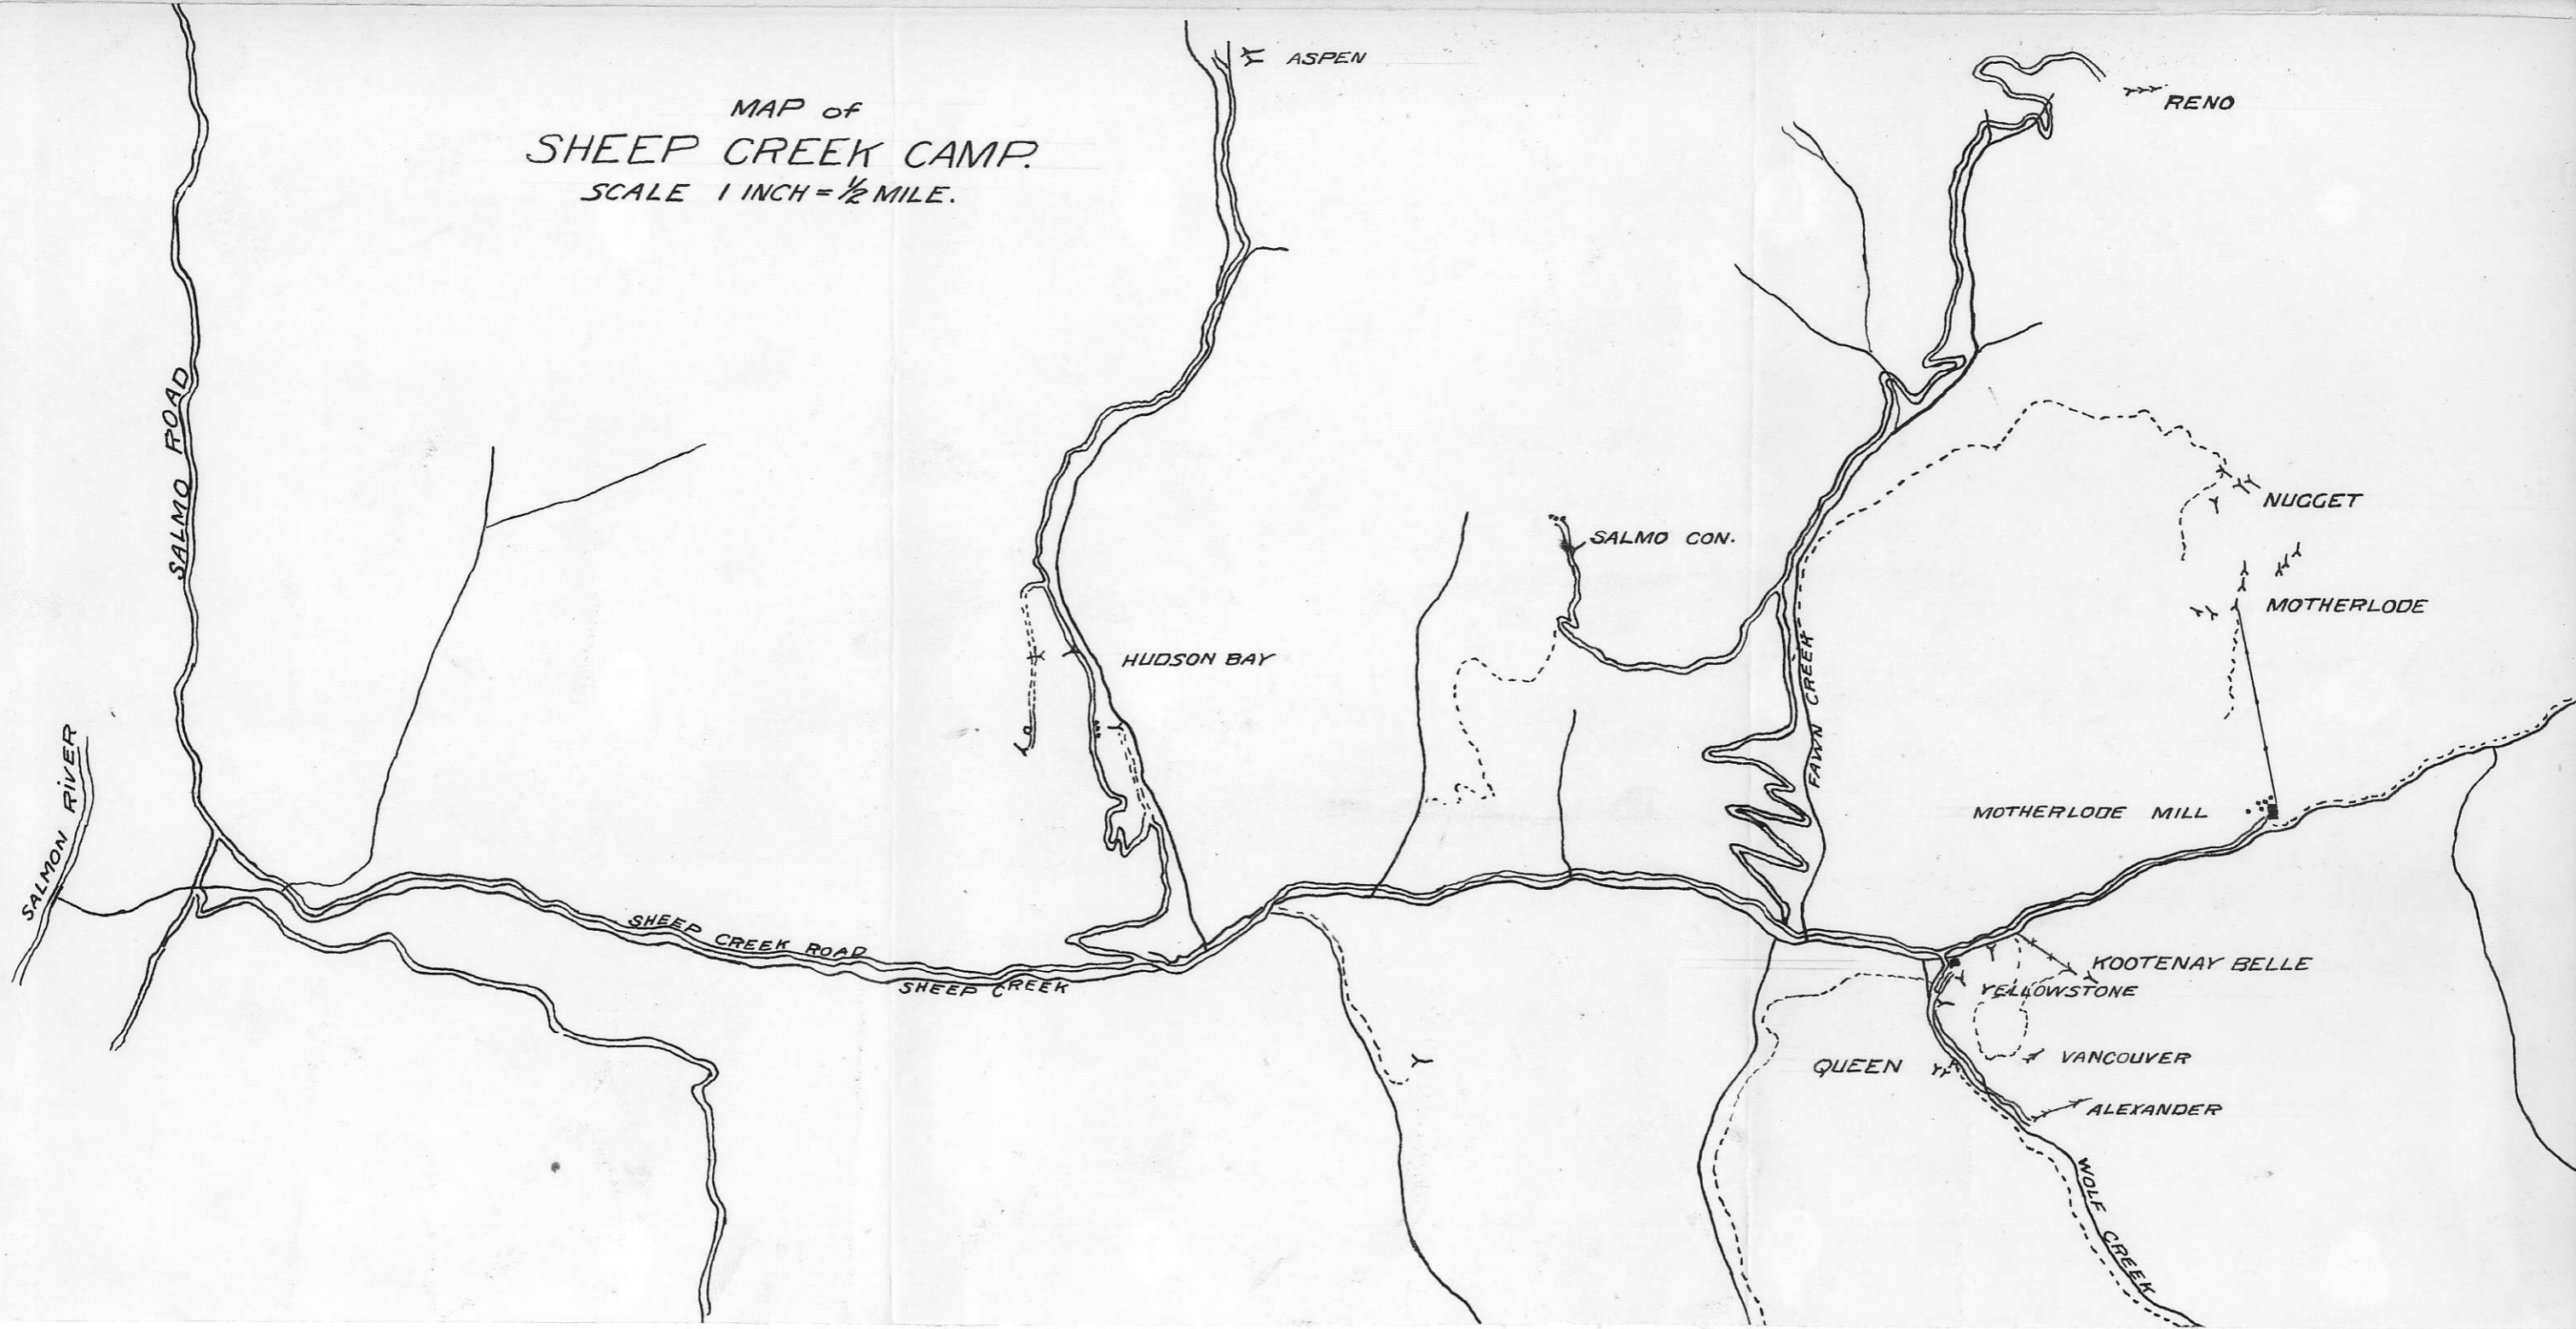 MAP of
SHEEP CREEK CAMP.
SCALE 1 INCH = ½ MILE.
ASPEN
RENO
SALMO ROAD
NUGGET
SALMO CON.
MOTHERLODE
HUDSON BAY
FAWN CREEK
SALMON RIVER
MOTHERLODE MILL
SHEEP CREEK ROAD
SHEEP CREEK
KOOTENAY BELLE
YELLOWSTONE
QUEEN
VANCOUVER
ALEXANDER
WOLF CREEK